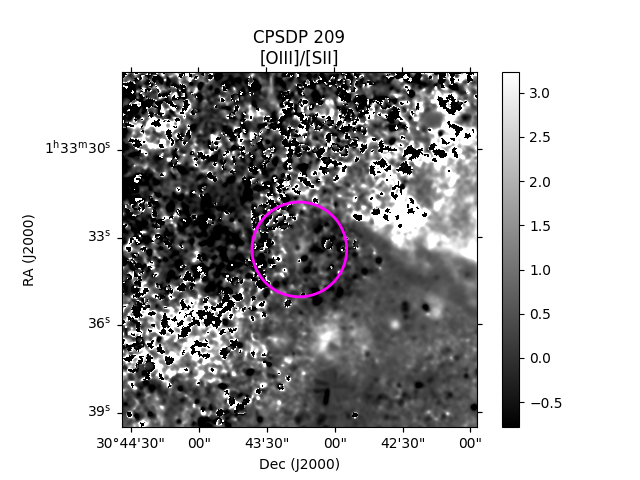 CPSDP 209
[OIII]/[SII]
1ʰ33ᵐ30ˢ
33ˢ
36ˢ
39ˢ
RA (J2000)
30°44'30" 00" 43'30" 00" 42'30" 00"
Dec (J2000)
3.0
2.5
2.0
1.5
1.0
0.5
0.0
−0.5